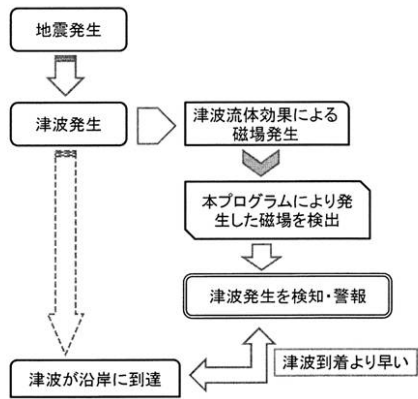 地震発生
津波発生
津波流体効果による
磁場発生
本プログラムにより発
生した磁場を検出
津波発生を検知・警報
津波到着より早い
津波が沿岸に到達